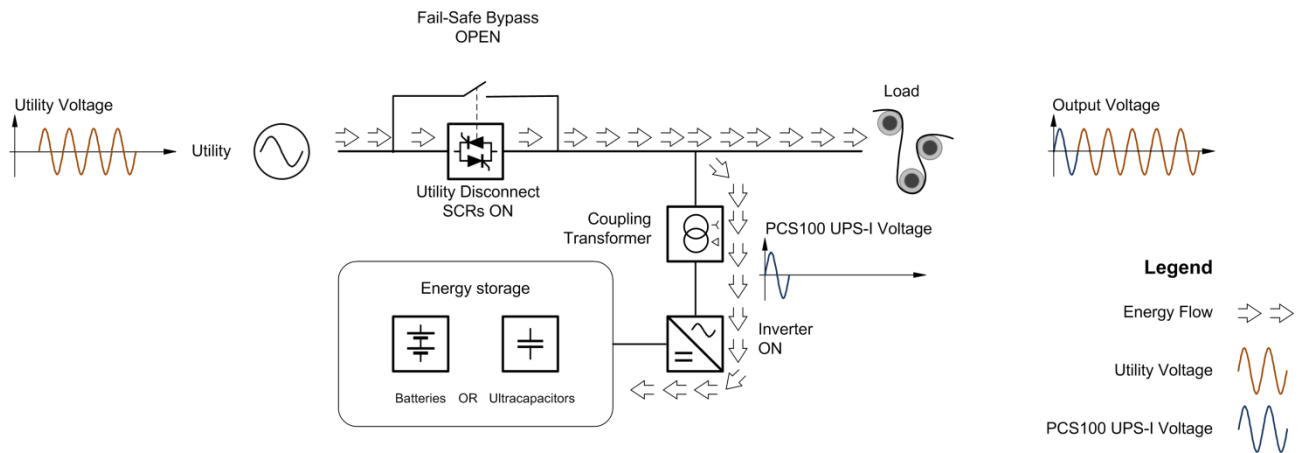 Fail-Safe Bypass
OPEN
Utility Voltage
Utility
Load
Output Voltage
Utility Disconnect
SCRs ON
Coupling
Transformer
PCS100 UPS-I Voltage
Energy storage
Inverter
ON
Batteries OR Ultracapacitors
Legend
Energy Flow
Utility Voltage
PCS100 UPS-I Voltage